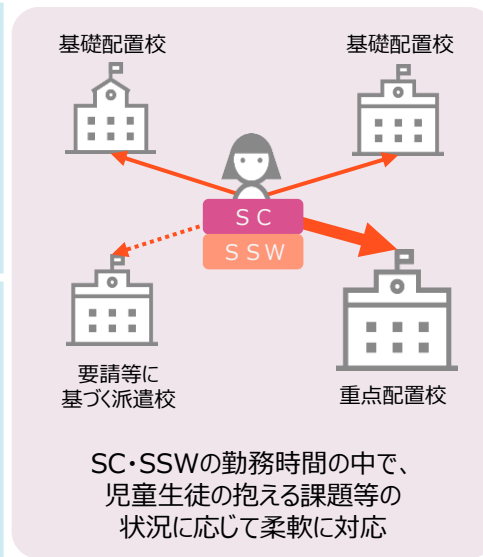 基礎配置校
基礎配置校
SC
SSW
要請等に
基づく派遣校
重点配置校
SC・SSWの勤務時間の中で、
児童生徒の抱える課題等の
状況に応じて柔軟に対応